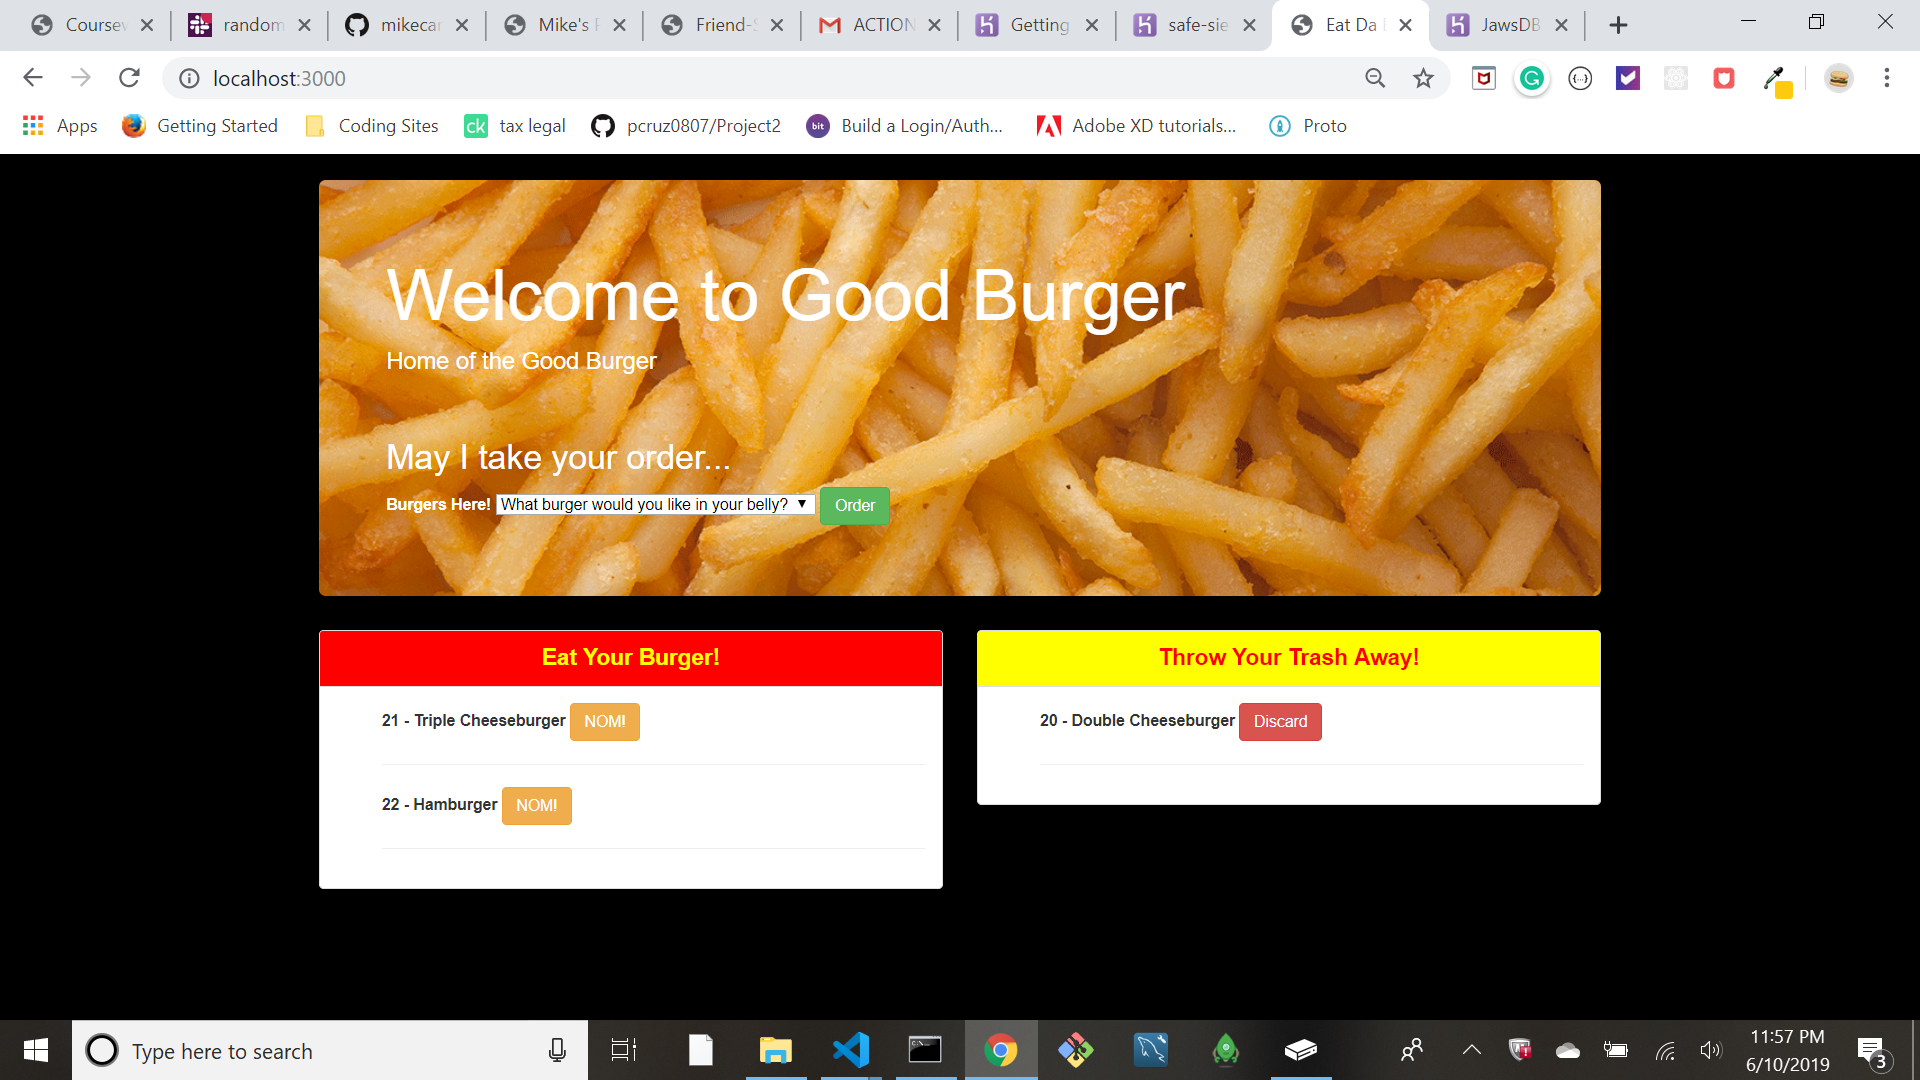 Coursew
random
mikecar
Mike's F
Friend-S
ACTION
Getting
safe-sie
Eat Da
JawsDB
localhost:3000
Apps
Getting Started
Coding Sites
ck tax legal
pcruz0807/Project2
bit Build a Login/Auth...
Adobe XD tutorials...
Proto
Welcome to Good Burger
Home of the Good Burger
May I take your order...
Burgers Here! What burger would you like in your belly? Order
Eat Your Burger!
21 - Triple Cheeseburger NOM!
22 - Hamburger NOM!
Throw Your Trash Away!
20 - Double Cheeseburger Discard
Type here to search
11:57 PM
6/10/2019
3